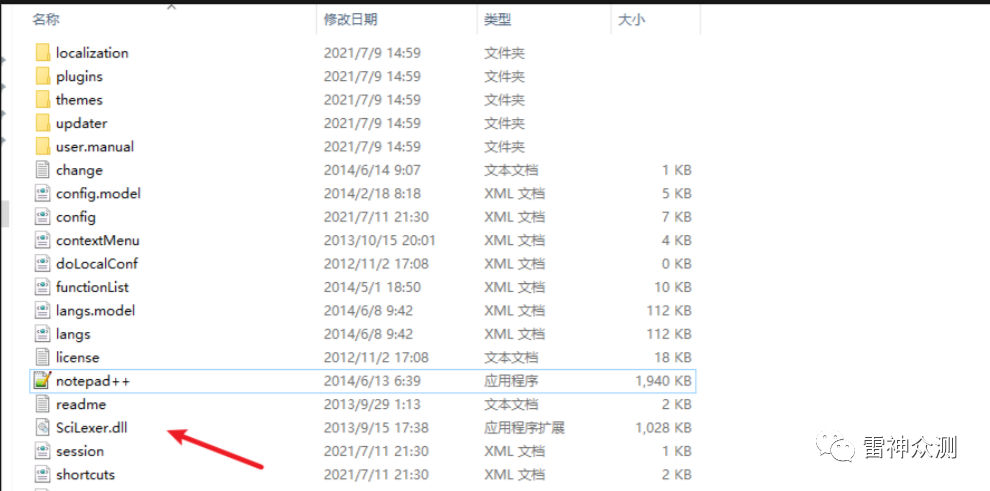 名称 修改日期 类型 大小
localization 2021/7/9 14:59 文件夹
plugins 2021/7/9 14:59 文件夹
themes 2021/7/9 14:59 文件夹
updater 2021/7/9 14:59 文件夹
user.manual 2021/7/9 14:59 文件夹
change 2014/6/14 9:07 文本文档 1 KB
config.model 2014/2/18 8:18 XML 文档 5 KB
config 2021/7/11 21:30 XML 文档 7 KB
contextMenu 2013/10/15 20:01 XML 文档 4 KB
doLocalConf 2012/11/2 17:08 XML 文档 0 KB
functionList 2014/5/1 18:50 XML 文档 10 KB
langs.model 2014/6/8 9:42 XML 文档 112 KB
langs 2014/6/8 9:42 XML 文档 112 KB
license 2012/11/2 17:08 文本文档 18 KB
notepad++ 2014/6/13 6:39 应用程序 1,940 KB
readme 2013/9/29 1:13 文本文档 2 KB
SciLexer.dll 2013/9/15 17:38 应用程序扩展 1,028 KB
session 2021/7/11 21:30 XML 文档 1 KB
shortcuts 2021/7/11 21:30 XML 文档 2 KB
雷神众测